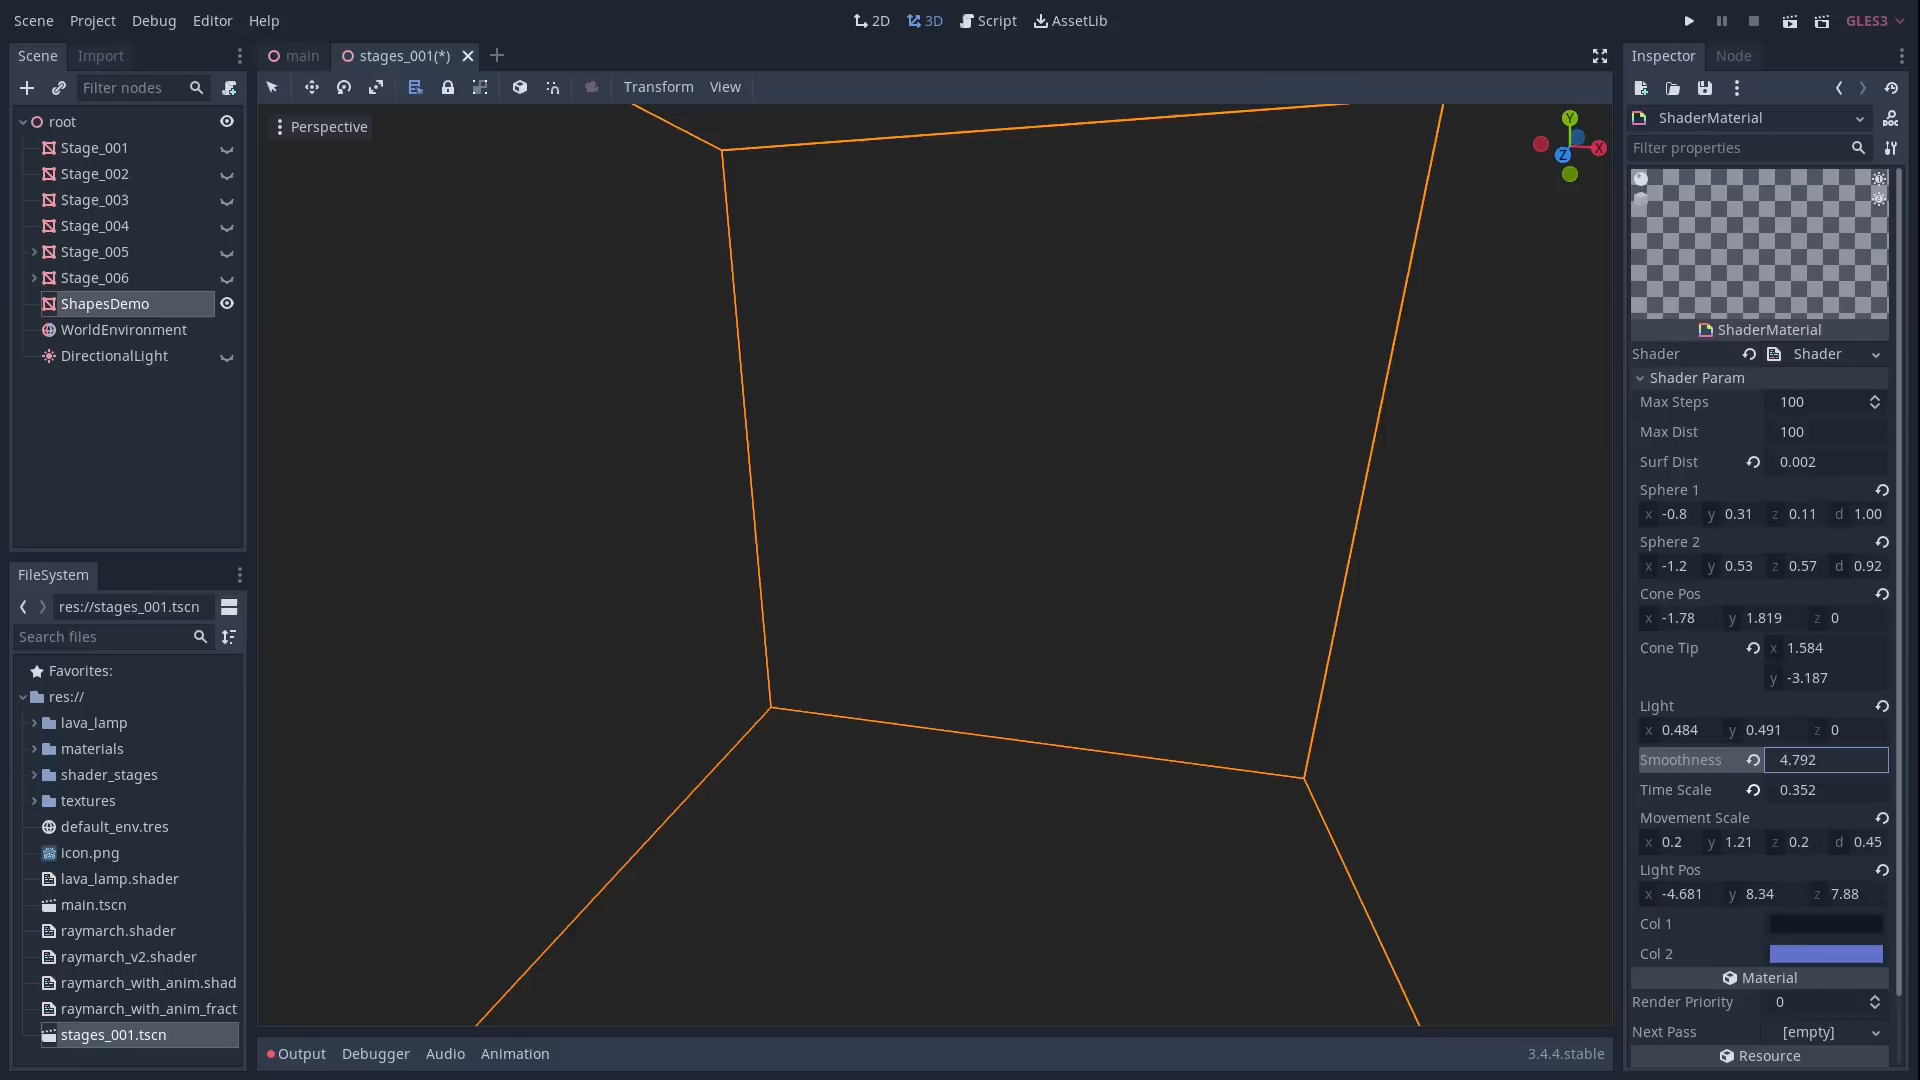 Scene Project Debug Editor Help
2D 3D Script AssetLib
GLES3
Scene Import
Filter nodes
root
Stage_001
Stage_002
Stage_003
Stage_004
Stage_005
Stage_006
ShapesDemo
WorldEnvironment
DirectionalLight
FileSystem
res://stages_001.tscn
Search files
Favorites:
res://
lava_lamp
materials
shader_stages
textures
default_env.tres
icon.png
lava_lamp.shader
main.tscn
raymarch.shader
raymarch_v2.shader
raymarch_with_anim.shad
raymarch_with_anim_fract
stages_001.tscn
main stages_001(*)
Transform View
Perspective
Y
X
Z
Output Debugger Audio Animation 3.4.4.stable
Inspector Node
ShaderMaterial
DOC
Filter properties
ShaderMaterial
Shader Shader
Shader Param
Max Steps 100
Max Dist 100
Surf Dist 0.002
Sphere 1
x -0.8 y 0.31 z 0.11 d 1.00
Sphere 2
x -1.2 y 0.53 z 0.57 d 0.92
Cone Pos
x -1.78 y 1.819 z 0
Cone Tip x 1.584
y -3.187
Light
x 0.484 y 0.491 z 0
Smoothness 4.792
Time Scale 0.352
Movement Scale
x 0.2 y 1.21 z 0.2 d 0.45
Light Pos
x -4.681 y 8.34 z 7.88
Col 1
Col 2
Material
Render Priority 0
Next Pass [empty]
Resource